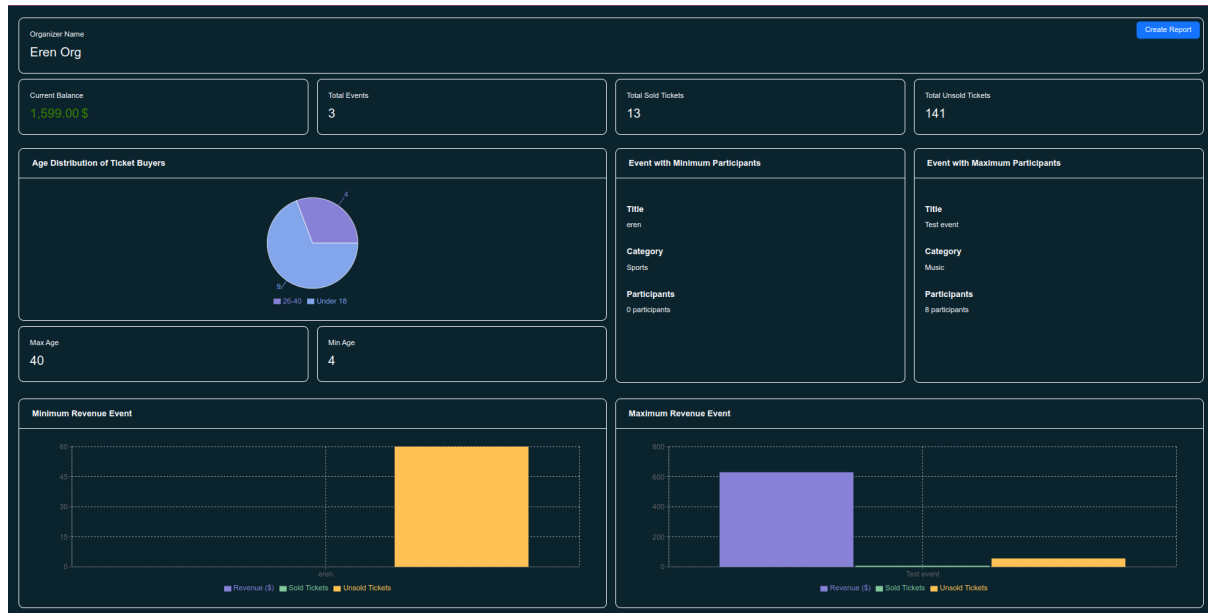 Organizer Name
Create Report
Eren Org
Current Balance
1,599.00 $
Total Events
3
Total Sold Tickets
13
Total Unsold Tickets
141
Age Distribution of Ticket Buyers
4
9
26-40 Under 18
Max Age
40
Min Age
4
Event with Minimum Participants
Title
eren
Category
Sports
Participants
0 participants
Event with Maximum Participants
Title
Test event
Category
Music
Participants
8 participants
Minimum Revenue Event
60
45
30
15
0
eren
Revenue ($) Sold Tickets Unsold Tickets
Maximum Revenue Event
800
600
400
200
0
Test event
Revenue ($) Sold Tickets Unsold Tickets